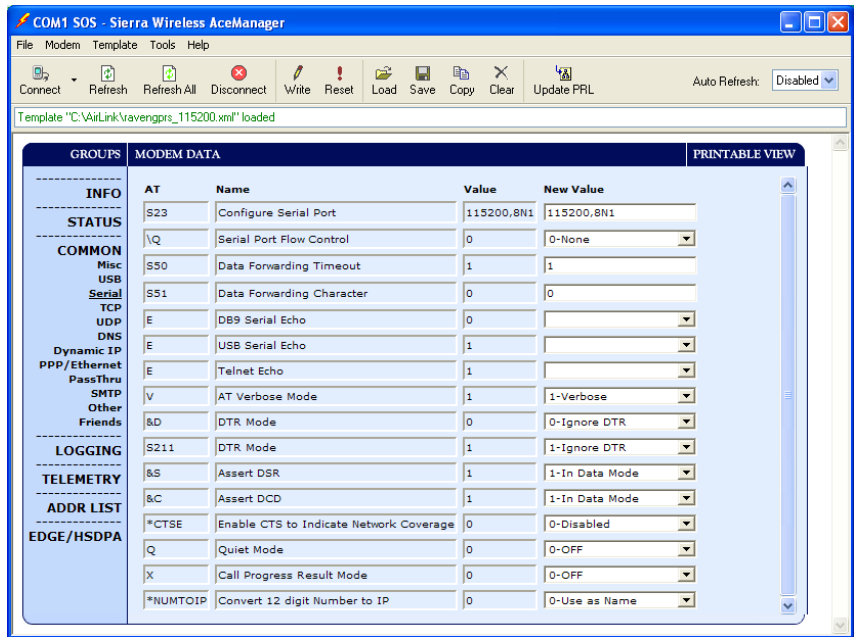 COM1 SOS - Sierra Wireless AceManager
File Modem Template Tools Help
Connect Refresh Refresh All Disconnect Write Reset Load Save Copy Clear Update PRL Auto Refresh: Disabled
Template "C:\AirLink\ravengprs_115200.xml" loaded
GROUPS MODEM DATA PRINTABLE VIEW
INFO
STATUS
COMMON
Misc
USB
Serial
TCP
UDP
DNS
Dynamic IP
PPP/Ethernet
PassThru
SMTP
Other
Friends
LOGGING
TELEMETRY
ADDR LIST
EDGE/HSDPA
AT Name Value New Value
S23 Configure Serial Port 115200,8N1 115200,8N1
\Q Serial Port Flow Control 0 0-None
S50 Data Forwarding Timeout 1 1
S51 Data Forwarding Character 0 0
E DB9 Serial Echo 0
E USB Serial Echo 1
E Telnet Echo 1
V AT Verbose Mode 1 1-Verbose
&D DTR Mode 0 0-Ignore DTR
S211 DTR Mode 1 1-Ignore DTR
&S Assert DSR 1 1-In Data Mode
&C Assert DCD 1 1-In Data Mode
*CTSE Enable CTS to Indicate Network Coverage 0 0-Disabled
Q Quiet Mode 0 0-OFF
X Call Progress Result Mode 0 0-OFF
*NUMTOIP Convert 12 digit Number to IP 0 0-Use as Name